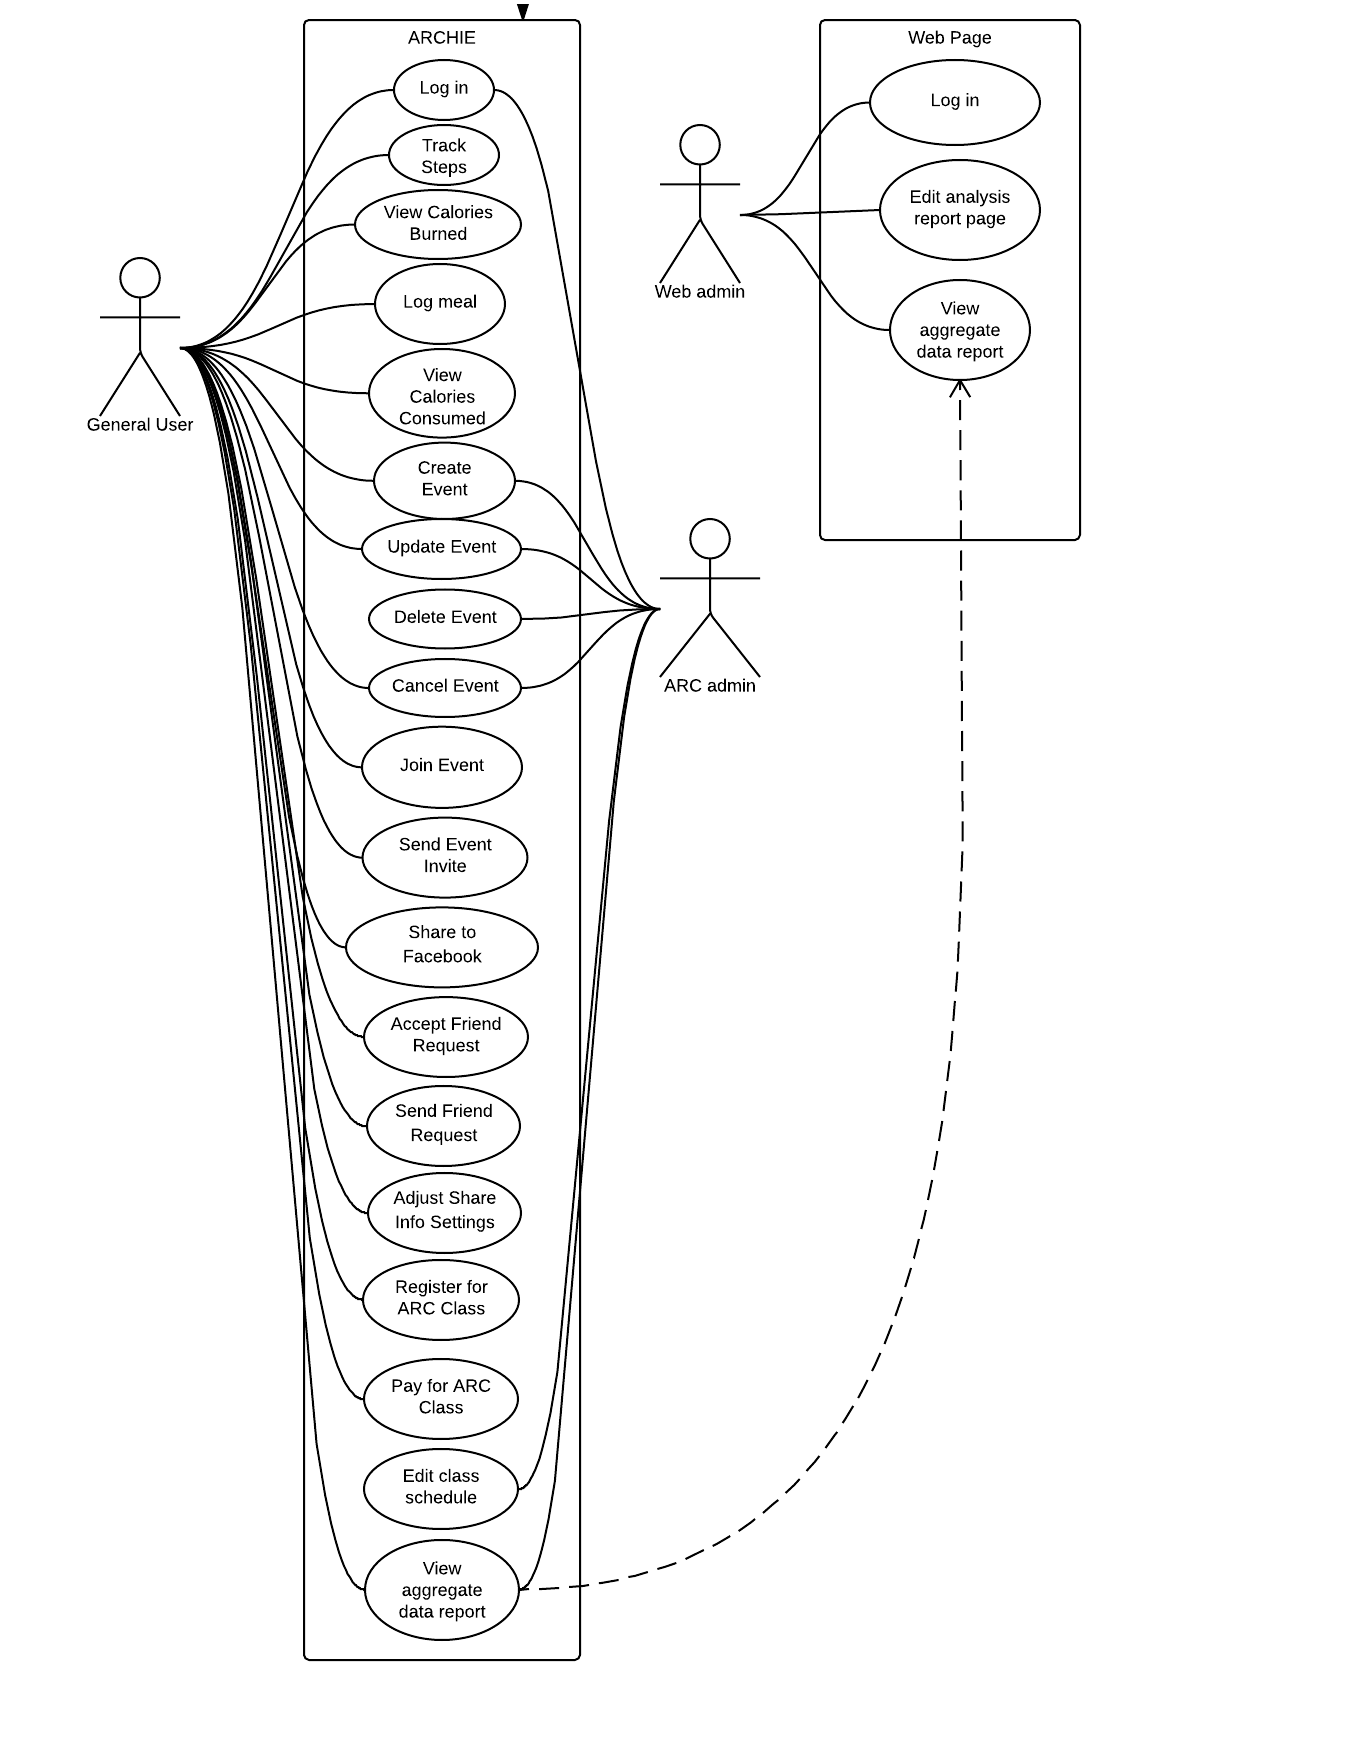 ARCHIE
Log in
Track
Steps
View Calories
Burned
Log meal
View
Calories
Consumed
Create
Event
Update Event
Delete Event
Cancel Event
Join Event
Send Event
Invite
Share to
Facebook
Accept Friend
Request
Send Friend
Request
Adjust Share
Info Settings
Register for
ARC Class
Pay for ARC
Class
Edit class
schedule
View
aggregate
data report
General User
Web admin
ARC admin
Web Page
Log in
Edit analysis
report page
View
aggregate
data report